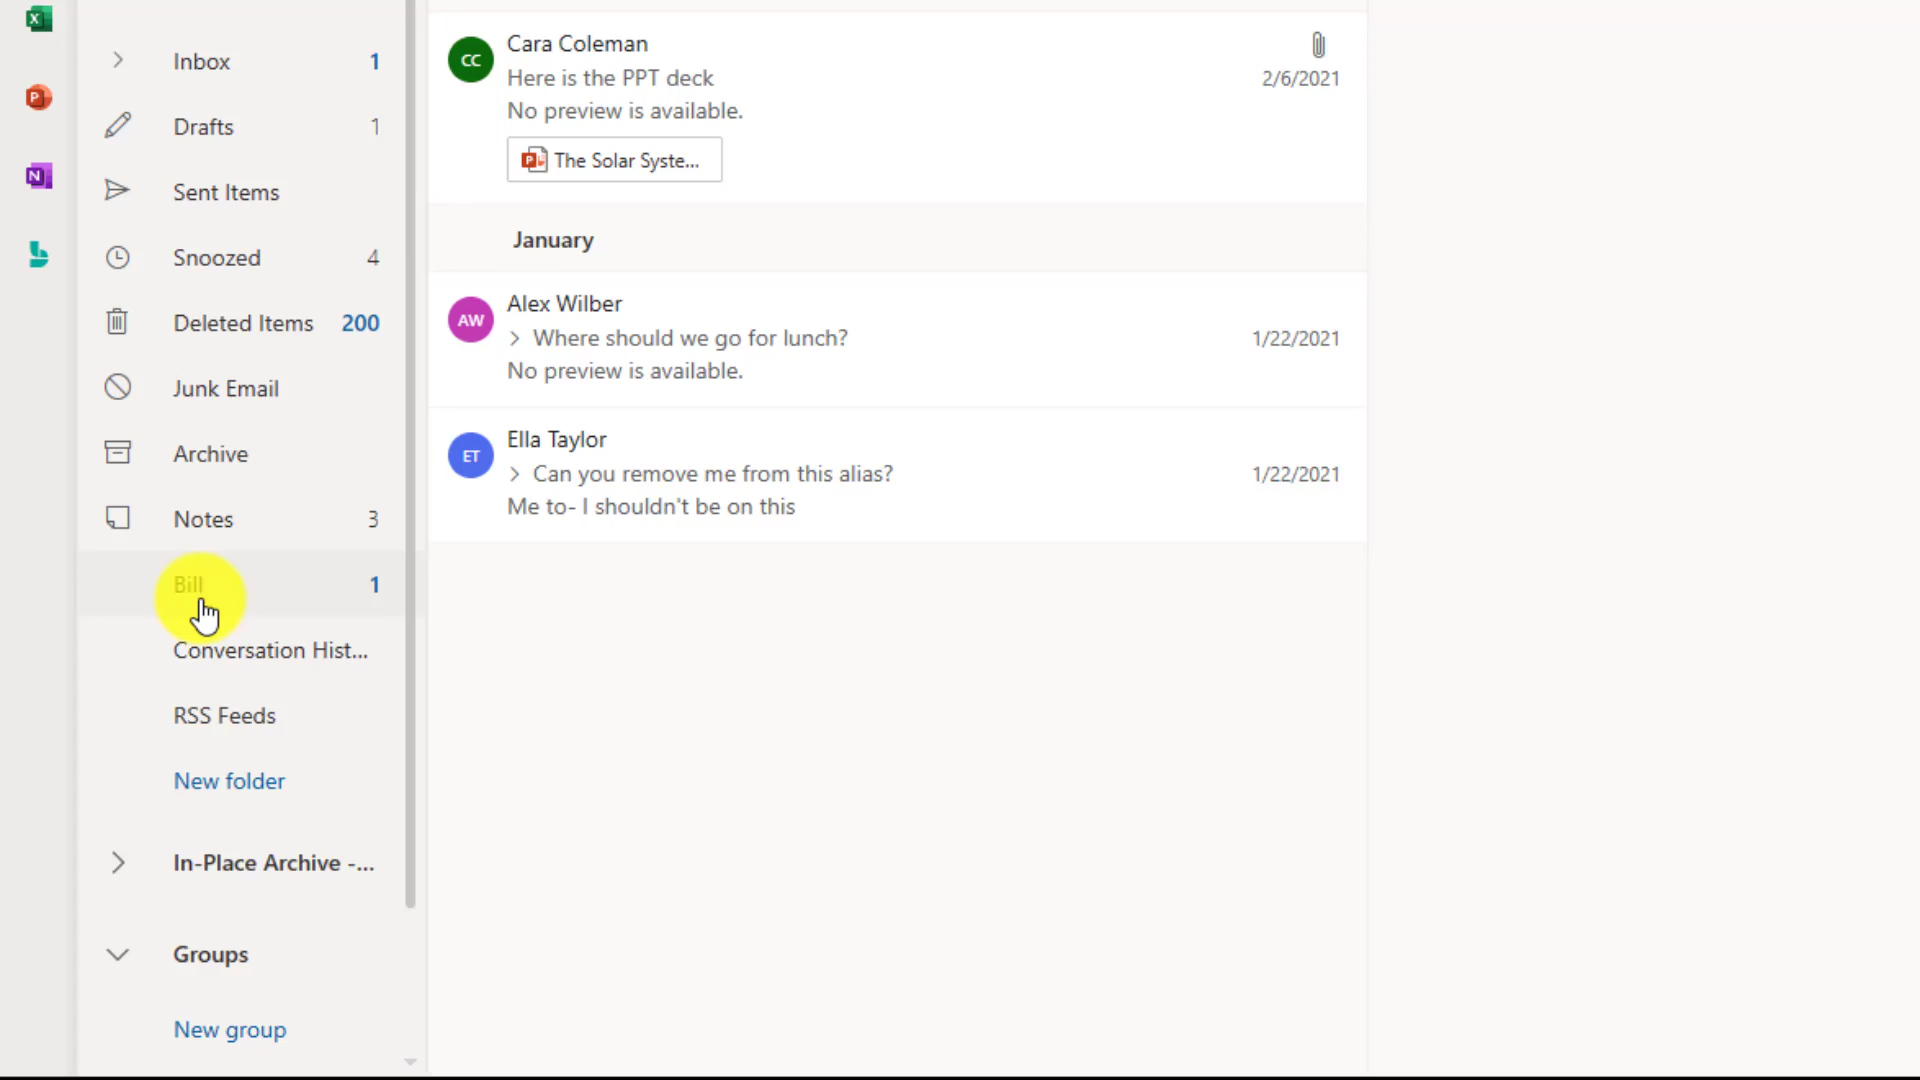 Inbox 1
Drafts 1
Sent Items
Snoozed 4
Deleted Items 200
Junk Email
Archive
Notes 3
Bill 1
Conversation Hist...
RSS Feeds
New folder
In-Place Archive -...
Groups
New group
CC
Cara Coleman
Here is the PPT deck 2/6/2021
No preview is available.
The Solar Syste...
January
AW
Alex Wilber
Where should we go for lunch? 1/22/2021
No preview is available.
ET
Ella Taylor
Can you remove me from this alias? 1/22/2021
Me to- I shouldn't be on this